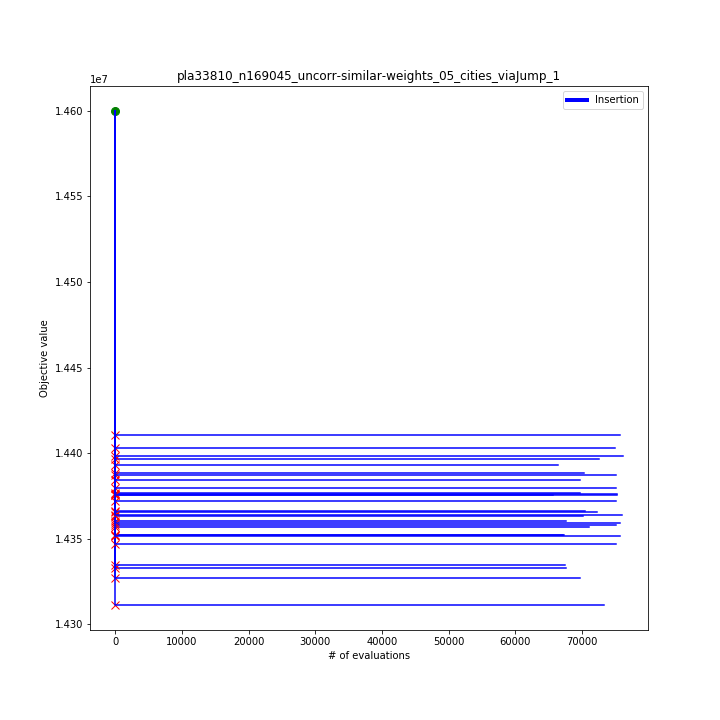 pla33810_n169045_uncorr-similar-weights_05_cities_viaJump_1
1e7
Insertion
1.460
1.455
1.450
1.445
1.440
1.435
1.430
Objective value
0 10000 20000 30000 40000 50000 60000 70000
# of evaluations